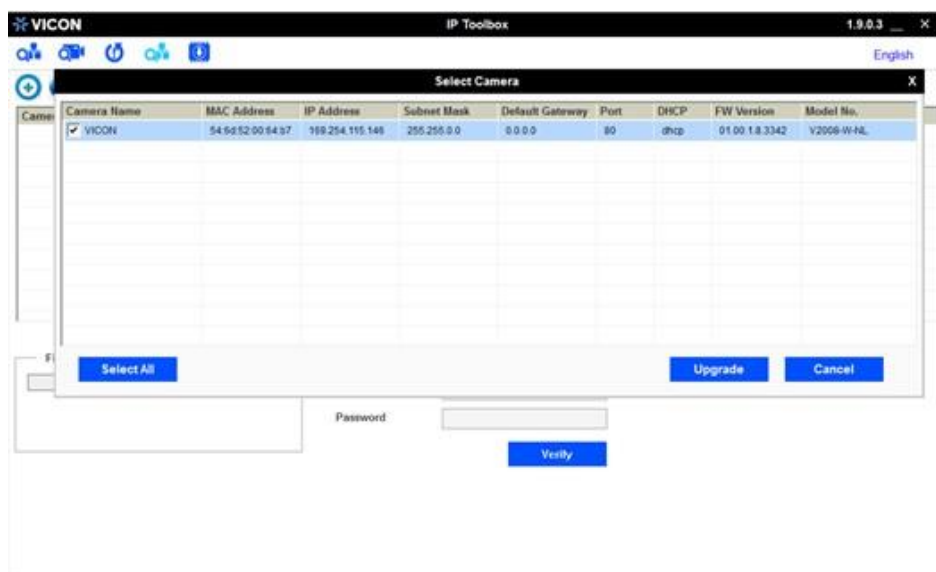 VICON IP Toolbox 1.9.0.3
English
Select Camera X
Camera Name MAC Address IP Address Subnet Mask Default Gateway Port DHCP FW Version Model No.
VICON 54:6d:52:00:64:b7 169.254.115.146 255.255.0.0 0.0.0.0 80 dhcp 01.00.1.8.3342 V2008-W-NL
Select All Upgrade Cancel
Password
Verify